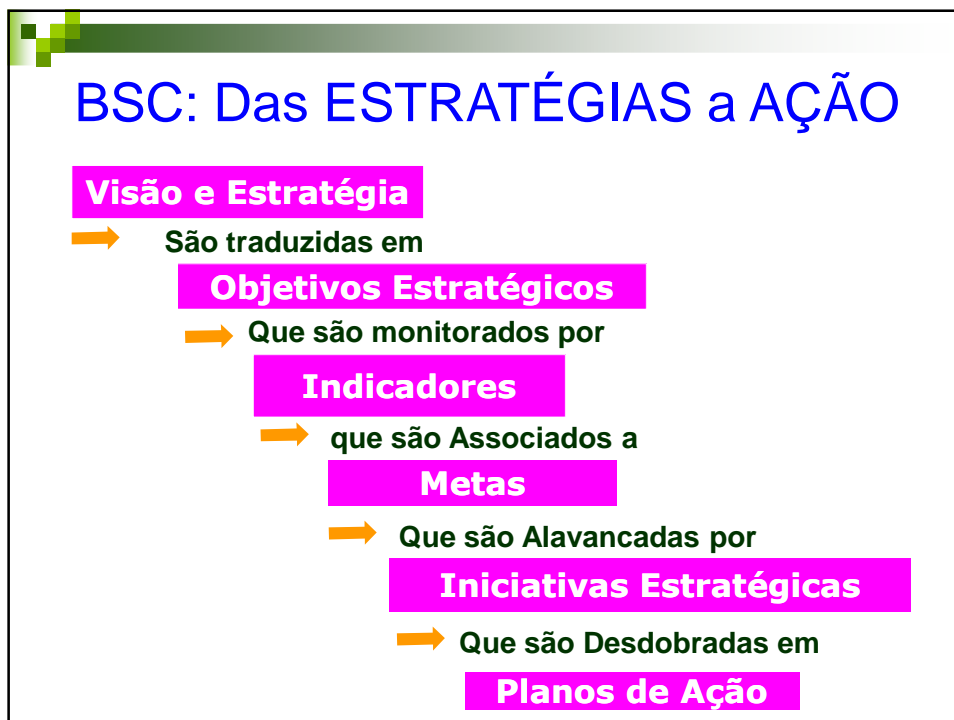 BSC: Das ESTRATÉGIAS a AÇÃO
Visão e Estratégia
São traduzidas em
Objetivos Estratégicos
Que são monitorados por
Indicadores
que são Associados a
Metas
Que são Alavancadas por
Iniciativas Estratégicas
Que são Desdobradas em
Planos de Ação